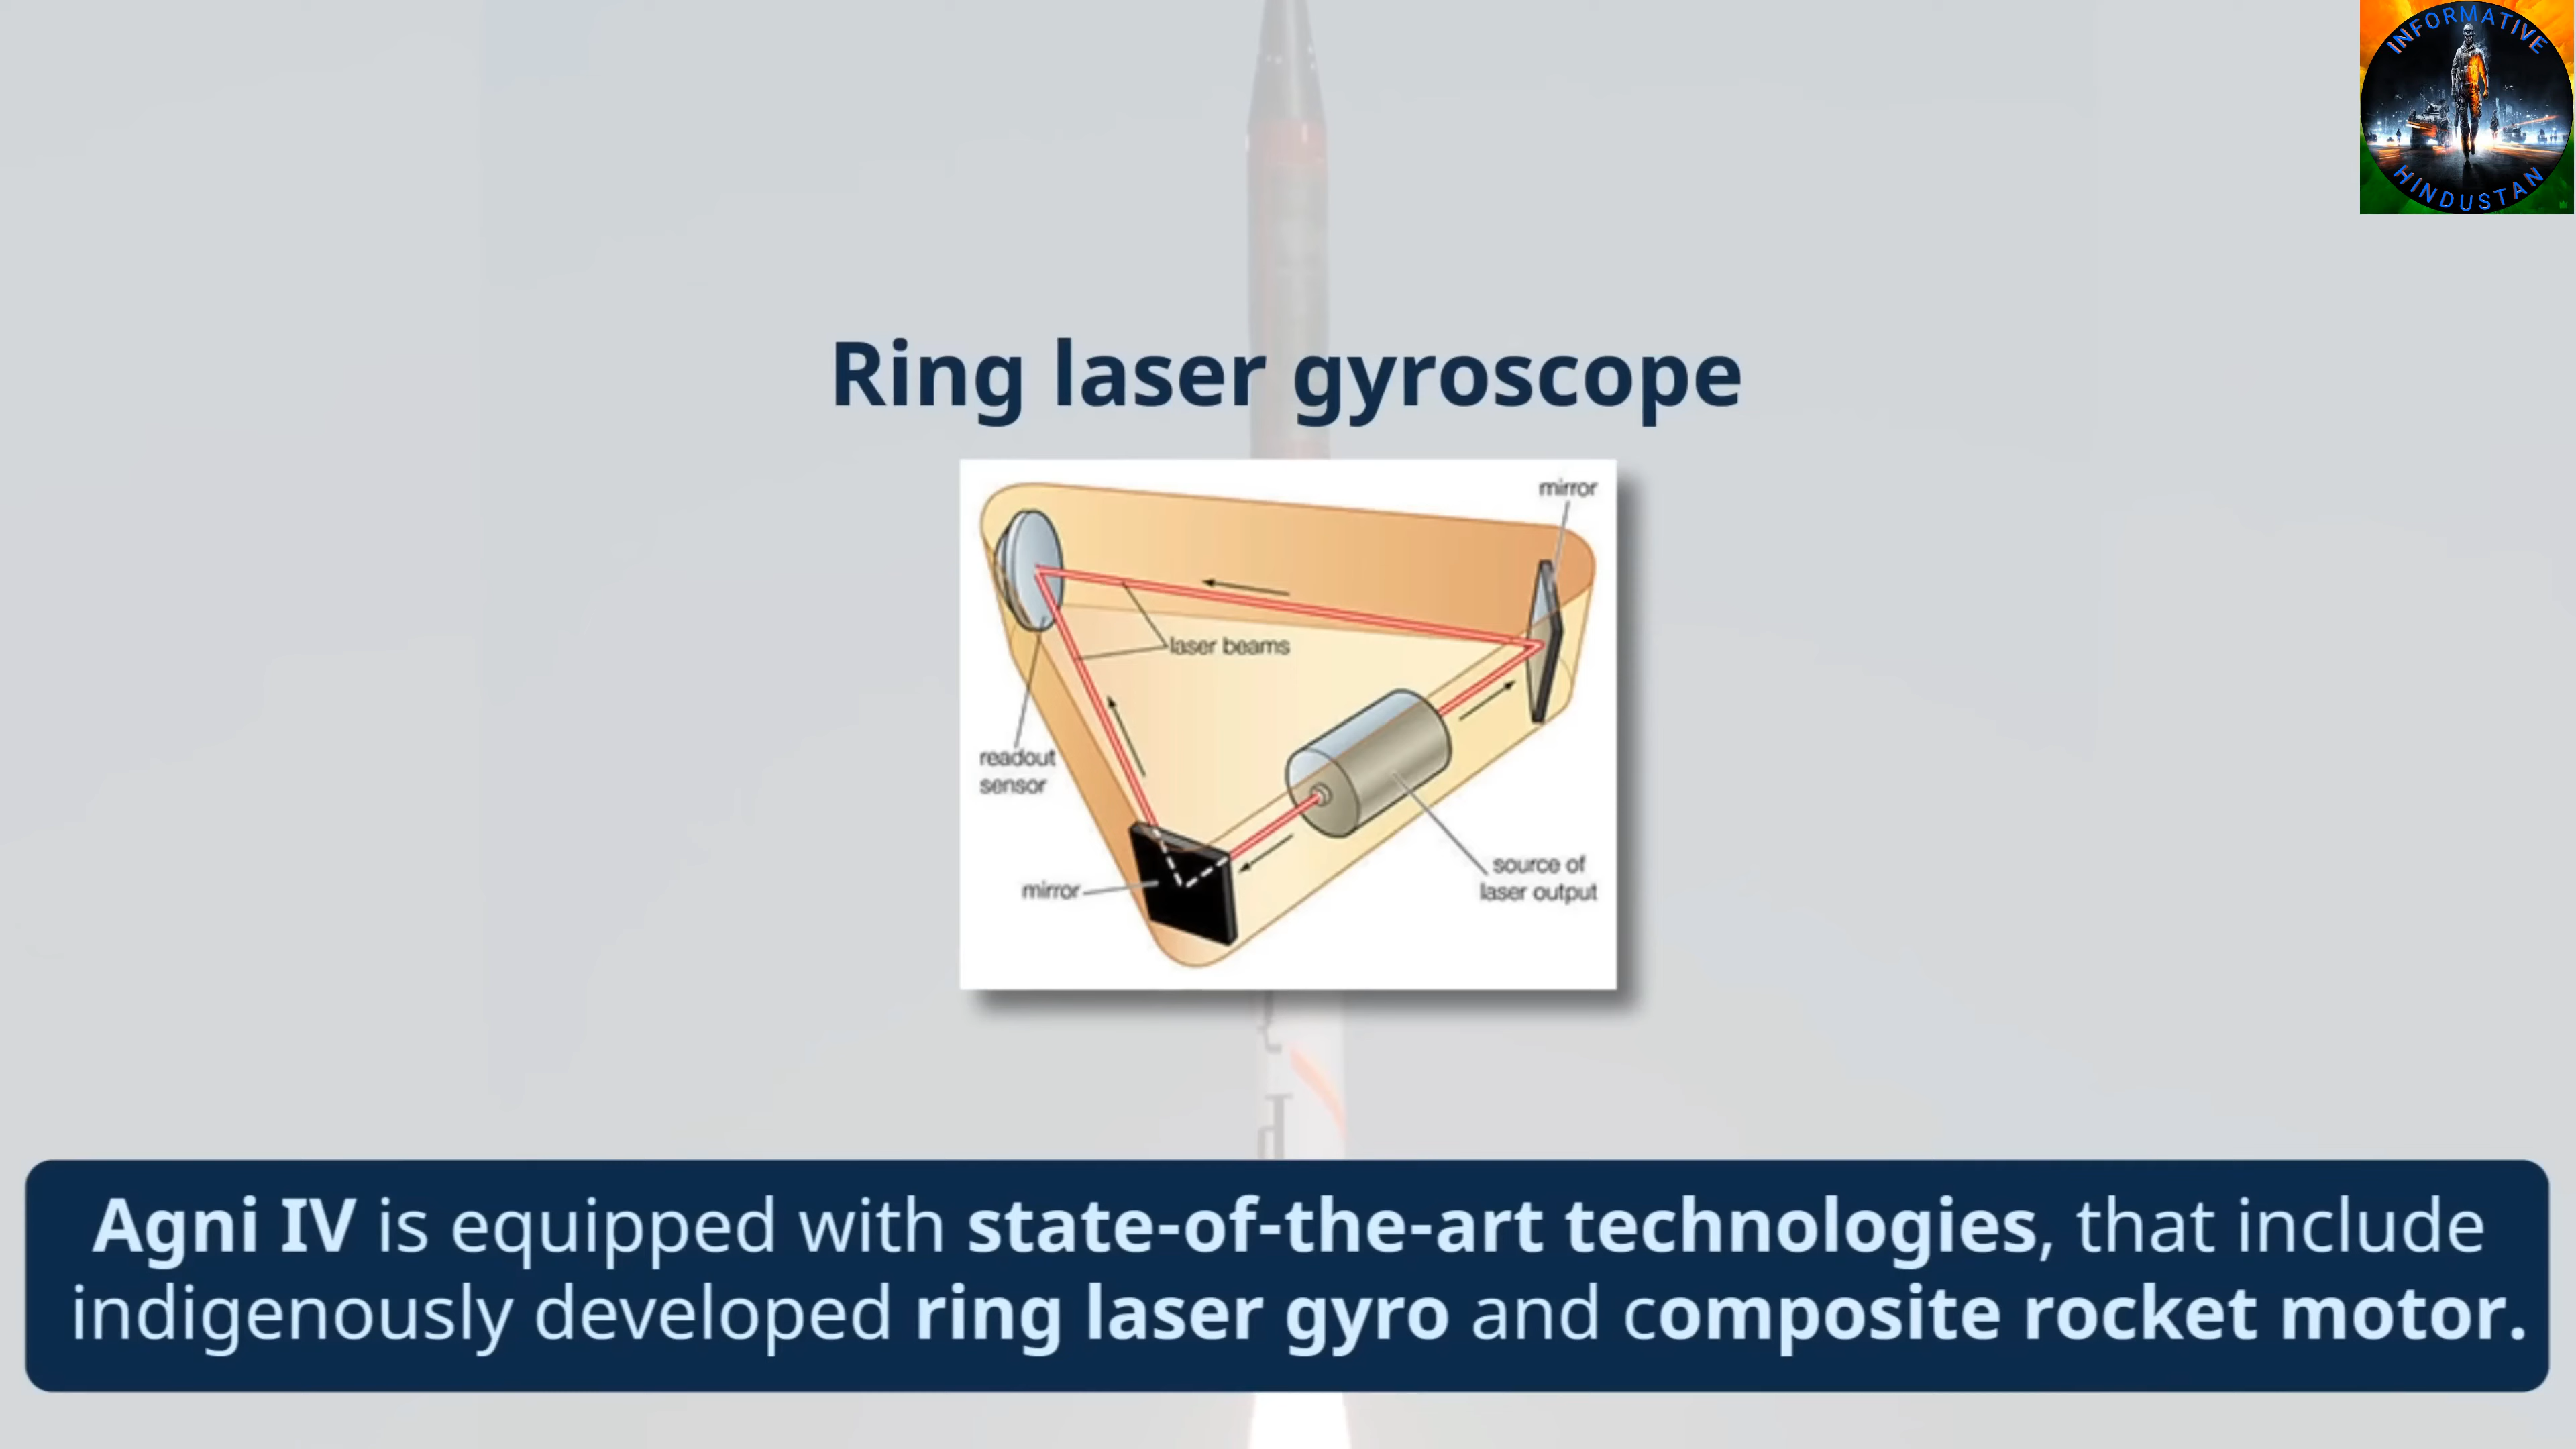 INFORMATIVE
HINDUSTAN
Ring laser gyroscope
mirror
laser beams
readout
sensor
mirror
source of
laser output
Agni IV is equipped with state-of-the-art technologies, that include
indigenously developed ring laser gyro and composite rocket motor.